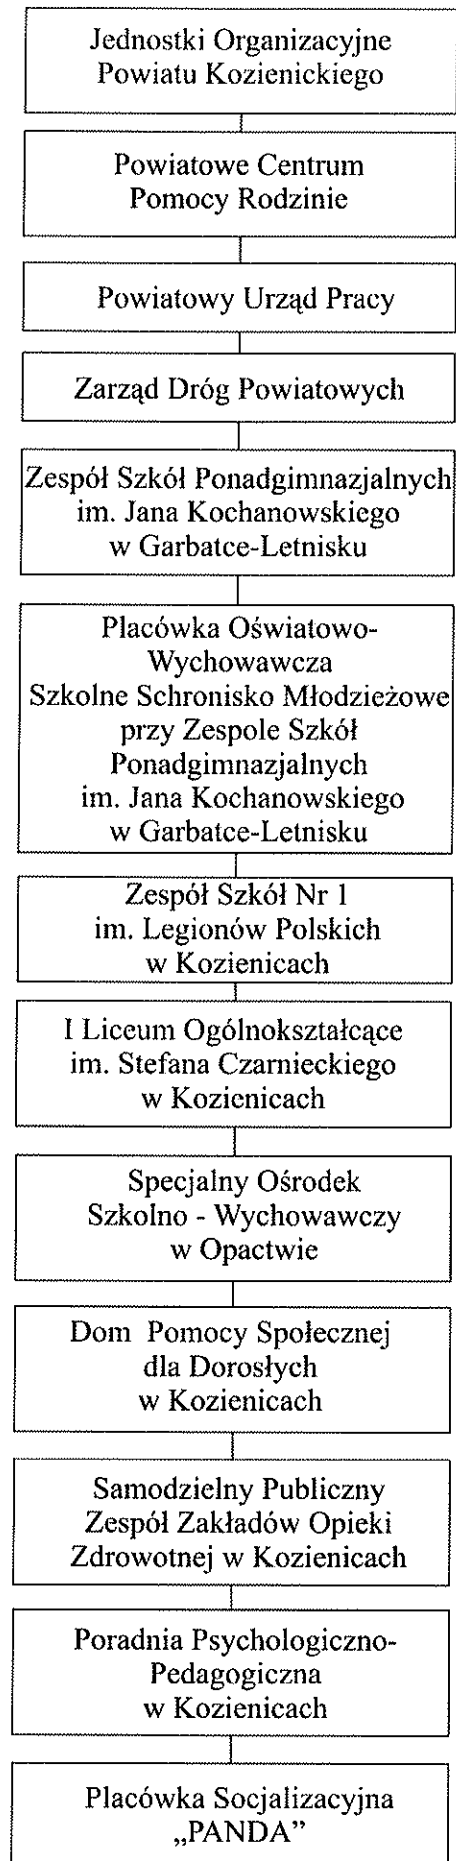 Jednostki Organizacyjne
Powiatu Kozienickiego
Powiatowe Centrum
Pomocy Rodzinie
Powiatowy Urząd Pracy
Zarząd Dróg Powiatowych
Zespół Szkół Ponadgimnazjalnych
im. Jana Kochanowskiego
w Garbatce-Letnisku
Placówka Oświatowo-
Wychowawcza
Szkolne Schronisko Młodzieżowe
przy Zespole Szkół
Ponadgimnazjalnych
im. Jana Kochanowskiego
w Garbatce-Letnisku
Zespół Szkół Nr 1
im. Legionów Polskich
w Kozienicach
I Liceum Ogólnokształcące
im. Stefana Czarnieckiego
w Kozienicach
Specjalny Ośrodek
Szkolno - Wychowawczy
w Opactwie
Dom Pomocy Społecznej
dla Dorosłych
w Kozienicach
Samodzielny Publiczny
Zespół Zakładów Opieki
Zdrowotnej w Kozienicach
Poradnia Psychologiczno-
Pedagogiczna
w Kozienicach
Placówka Socjalizacyjna
„PANDA”